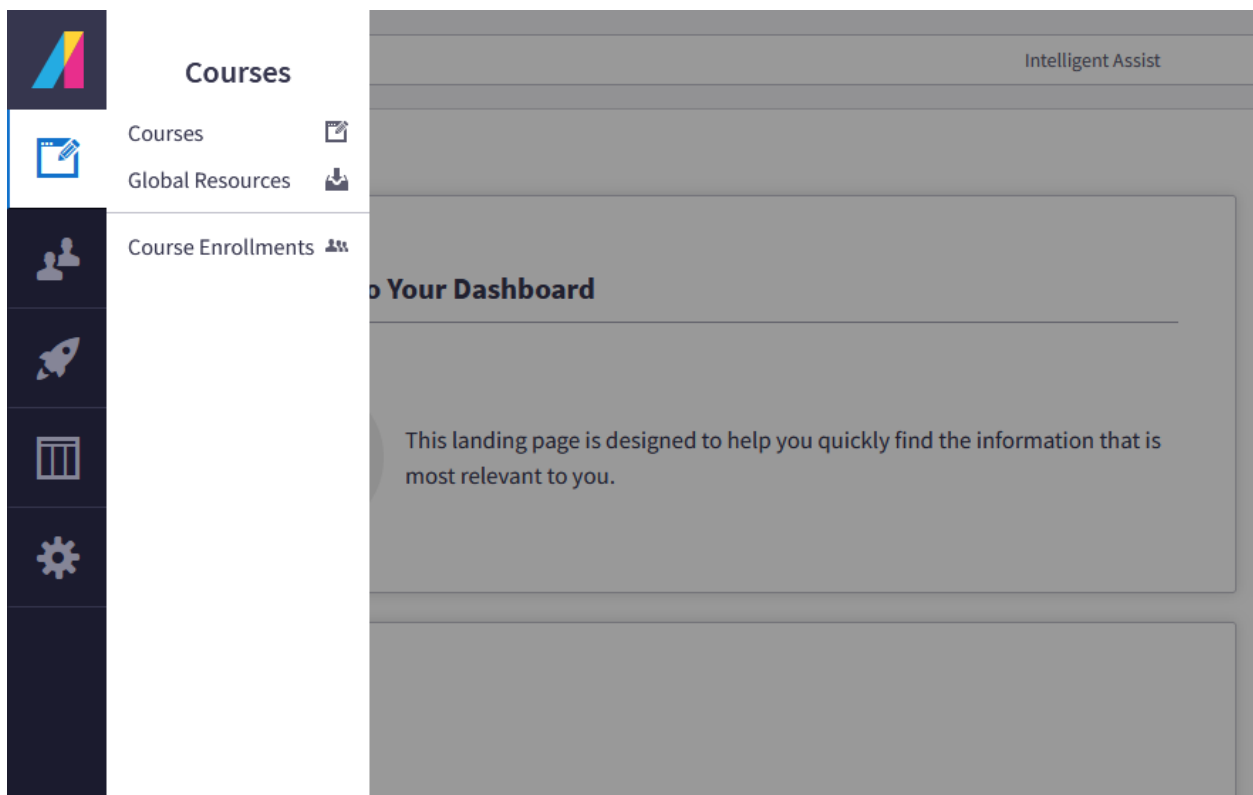 Courses
Intelligent Assist
Courses
Global Resources
Course Enrollments
o Your Dashboard
This landing page is designed to help you quickly find the information that is
most relevant to you.